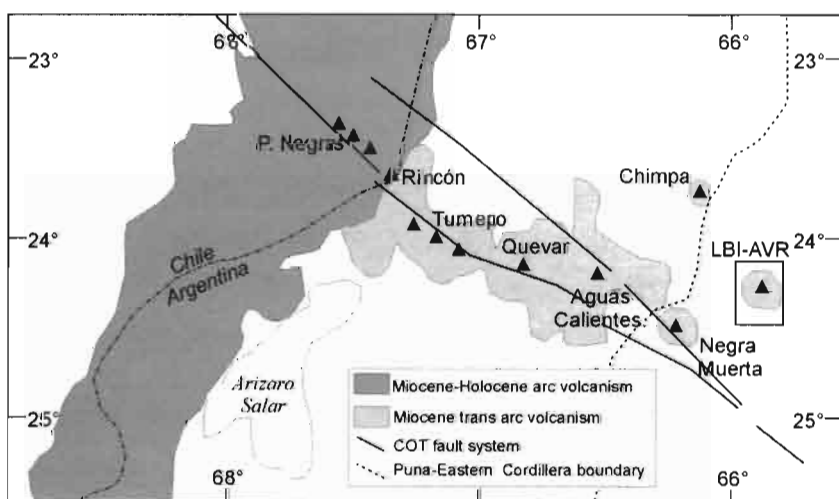 68° 67° 66°
23° 23°
P. Negras
Rincón
Chimpa
Tumepo
24° 24°
Quevar
LBI-AVR
Chile
Argentina
Aguas
Calientes
Negra
Muerta
Arizaro
Salar
Miocene-Holocene arc volcanism
Miocene trans arc volcanism
COT fault system
Puna-Eastern Cordillera boundary
25° 25°
68° 66°